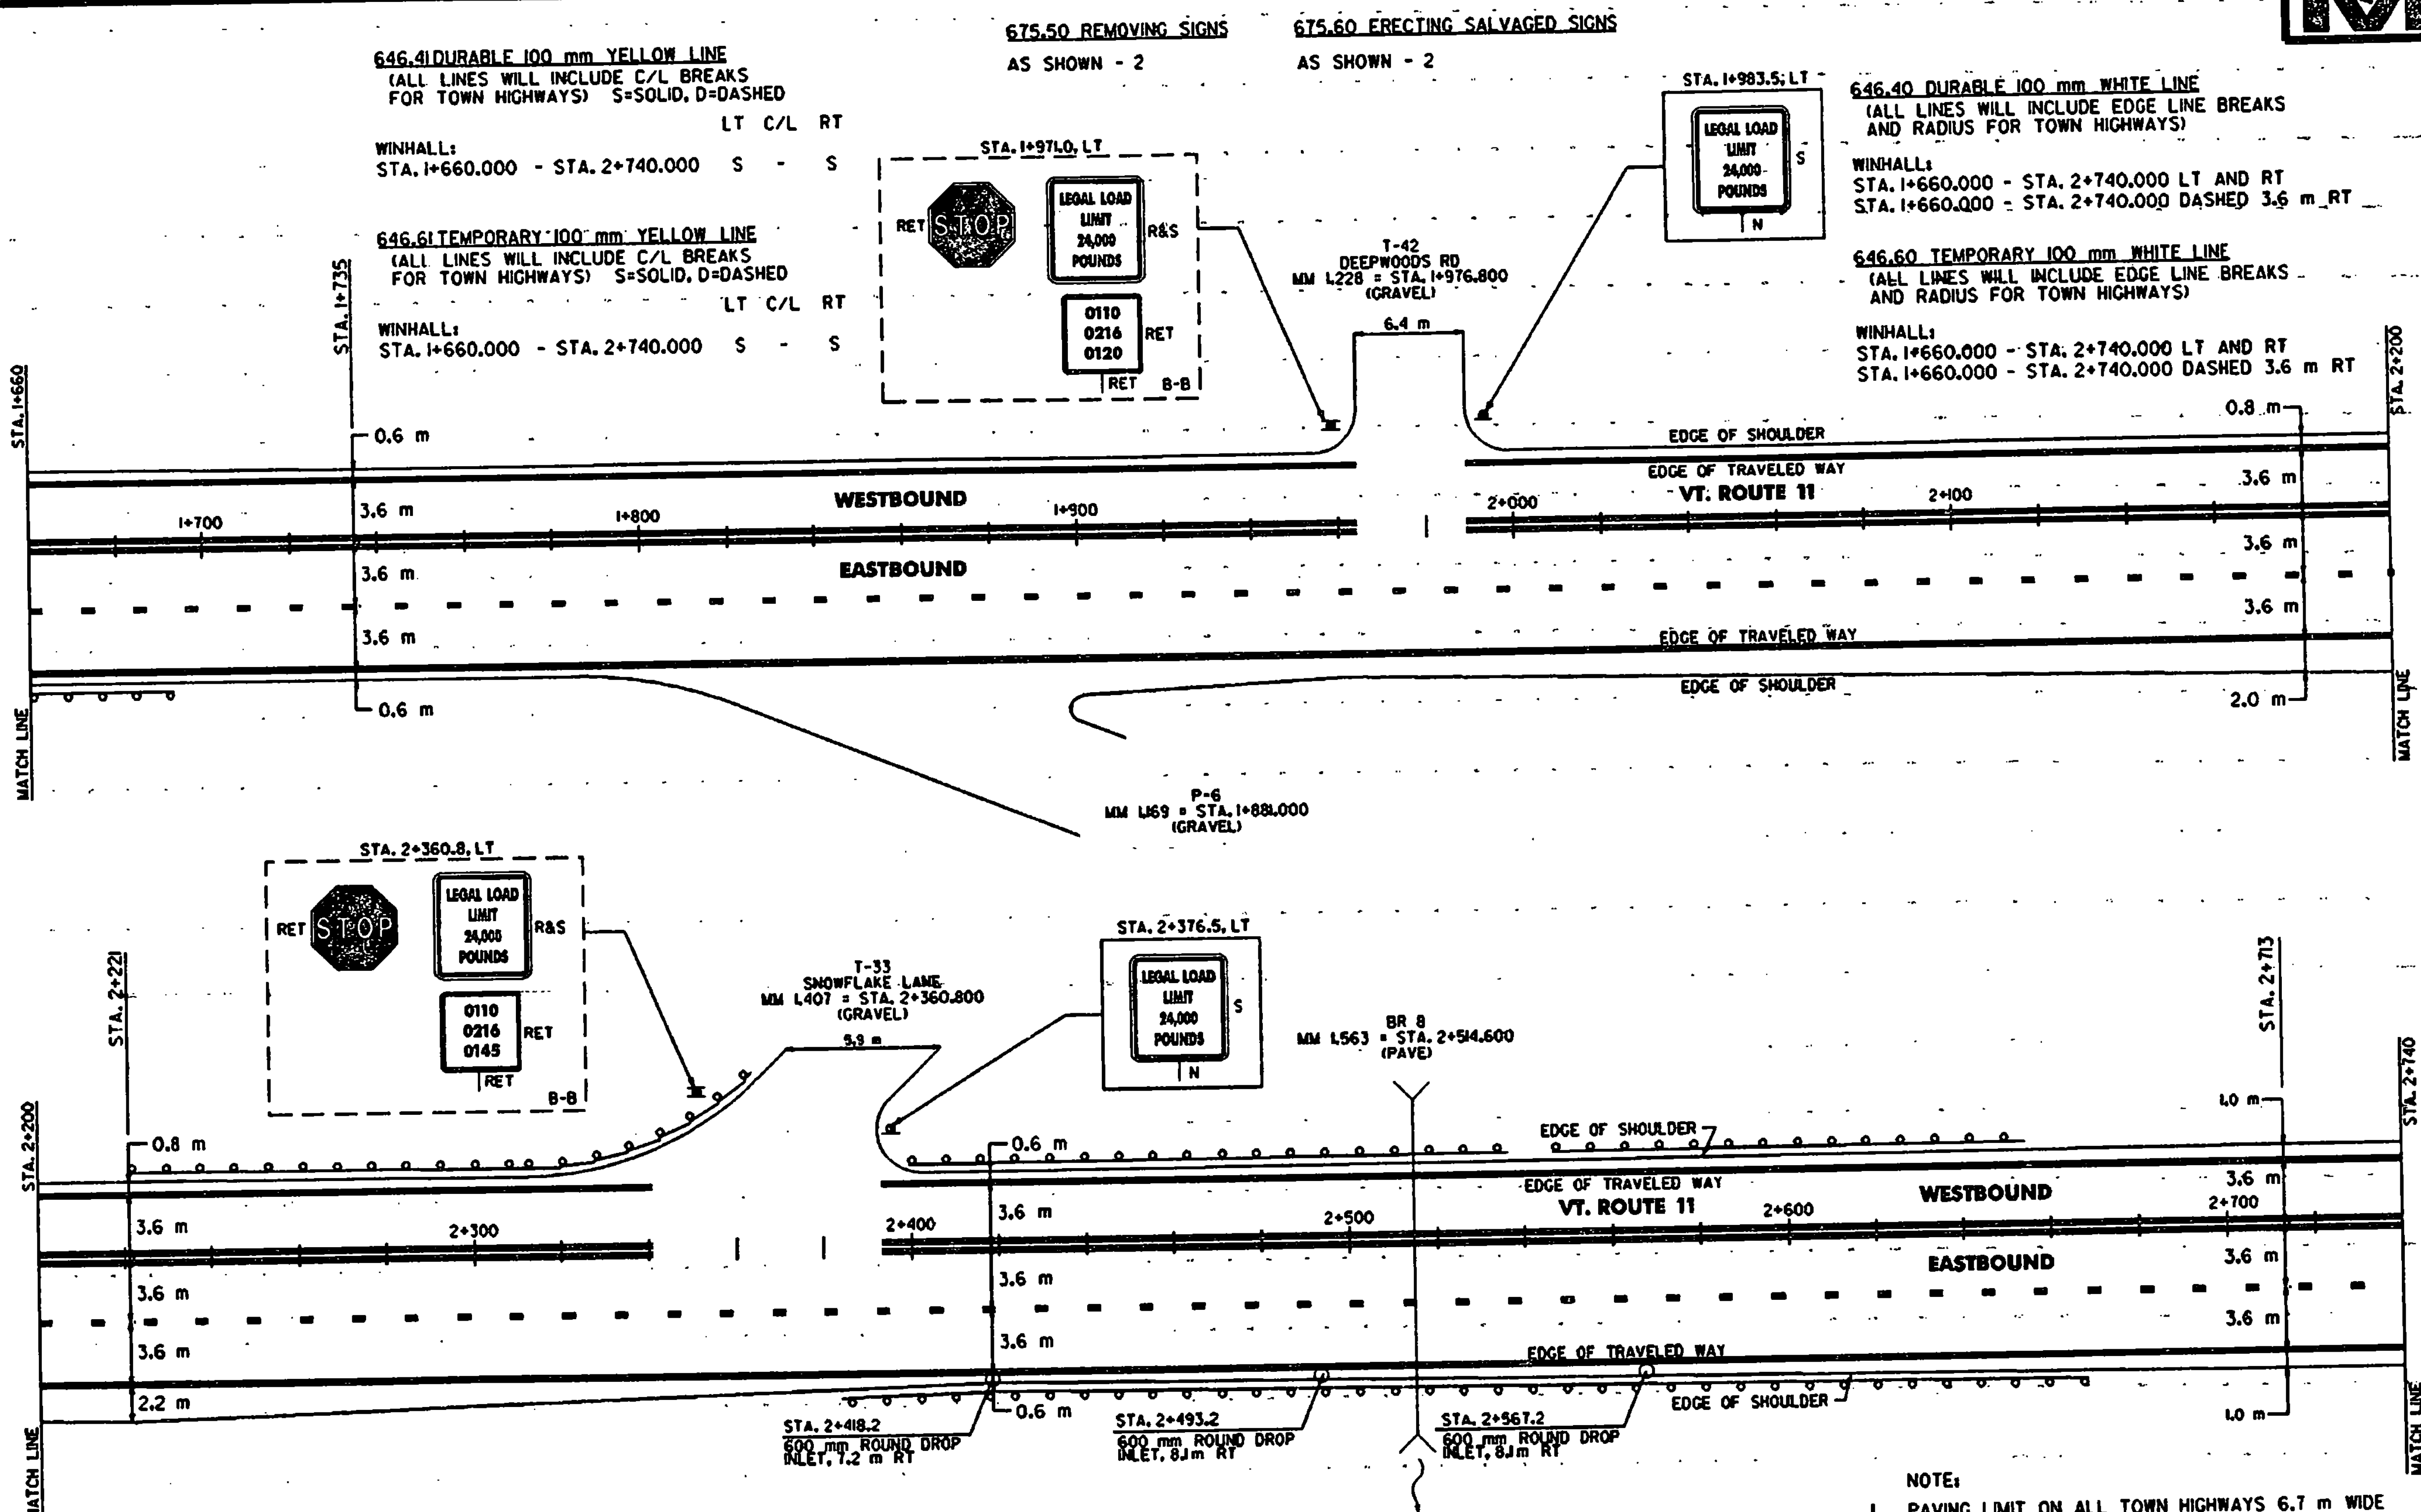 675.50 REMOVING SIGNS
AS SHOWN - 2
675.60 ERECTING SALVAGED SIGNS
AS SHOWN - 2
646.41 DURABLE 100 mm YELLOW LINE
(ALL LINES WILL INCLUDE C/L BREAKS
FOR TOWN HIGHWAYS) S=SOLID, D=DASHED
LT C/L RT
WINHALL:
STA. 1+660.000 - STA. 2+740.000 S - S
646.61 TEMPORARY 100 mm YELLOW LINE
(ALL LINES WILL INCLUDE C/L BREAKS
FOR TOWN HIGHWAYS) S=SOLID, D=DASHED
LT C/L RT
WINHALL:
STA. 1+660.000 - STA. 2+740.000 S - S
STA. 1+971.0, LT
RET
STOP
LEGAL LOAD
LIMIT
24,000
POUNDS
R&S
0110
0216
0120
RET
RET
B-B
STA. 1+983.5, LT
LEGAL LOAD
LIMIT
24,000
POUNDS
S
N
646.40 DURABLE 100 mm WHITE LINE
(ALL LINES WILL INCLUDE EDGE LINE BREAKS
AND RADIUS FOR TOWN HIGHWAYS)
WINHALL:
STA. 1+660.000 - STA. 2+740.000 LT AND RT
STA. 1+660.000 - STA. 2+740.000 DASHED 3.6 m RT
646.60 TEMPORARY 100 mm WHITE LINE
(ALL LINES WILL INCLUDE EDGE LINE BREAKS
AND RADIUS FOR TOWN HIGHWAYS)
WINHALL:
STA. 1+660.000 - STA. 2+740.000 LT AND RT
STA. 1+660.000 - STA. 2+740.000 DASHED 3.6 m RT
T-42
DEEPWOODS RD
MM 1.228 = STA. 1+976.800
(GRAVEL)
6.4 m
STA. 1+660
STA. 1+735
STA. 2+200
0.6 m
0.8 m
EDGE OF SHOULDER
EDGE OF TRAVELED WAY
WESTBOUND
VT. ROUTE 11
3.6 m
3.6 m
1+700
1+800
1+900
2+000
2+100
EASTBOUND
3.6 m
3.6 m
3.6 m
3.6 m
EDGE OF TRAVELED WAY
EDGE OF SHOULDER
0.6 m
2.0 m
MATCH LINE
MATCH LINE
P-6
MM 1.169 = STA. 1+881.000
(GRAVEL)
STA. 2+360.8, LT
RET
STOP
LEGAL LOAD
LIMIT
24,000
POUNDS
R&S
0110
0216
0145
RET
RET
B-B
T-33
SNOWFLAKE LANE
MM 1.407 = STA. 2+360.800
(GRAVEL)
5.9 m
STA. 2+376.5, LT
LEGAL LOAD
LIMIT
24,000
POUNDS
S
N
BR 8
MM 1.563 = STA. 2+514.600
(PAVE)
STA. 2+200
STA. 2+221
STA. 2+713
STA. 2+740
0.8 m
0.6 m
1.0 m
EDGE OF SHOULDER
EDGE OF TRAVELED WAY
VT. ROUTE 11
WESTBOUND
3.6 m
3.6 m
3.6 m
2+300
2+400
2+500
2+600
2+700
EASTBOUND
3.6 m
3.6 m
3.6 m
3.6 m
3.6 m
3.6 m
EDGE OF TRAVELED WAY
EDGE OF SHOULDER
2.2 m
0.6 m
1.0 m
STA. 2+418.2
600 mm ROUND DROP
INLET, 7.2 m RT
STA. 2+493.2
600 mm ROUND DROP
INLET, 8.1m RT
STA. 2+567.2
600 mm ROUND DROP
INLET, 8.1m RT
MATCH LINE
MATCH LINE
NOTE:
1. PAVING LIMIT ON ALL TOWN HIGHWAYS 6.7 m WIDE